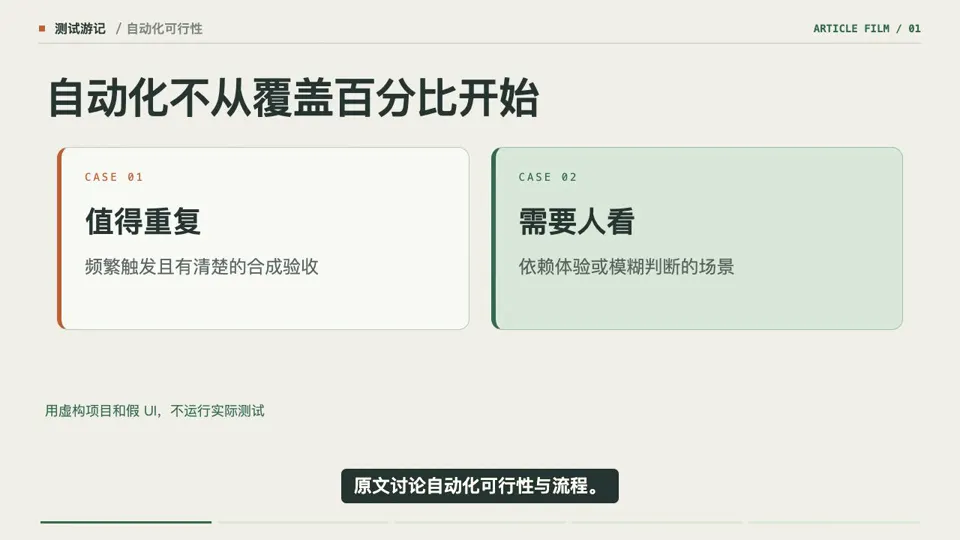 测试游记 / 自动化可行性
ARTICLE FILM / 01
自动化不从覆盖百分比开始
CASE 01
值得重复
频繁触发且有清楚的合成验收
CASE 02
需要人看
依赖体验或模糊判断的场景
用虚构项目和假 UI，不运行实际测试
原文讨论自动化可行性与流程。